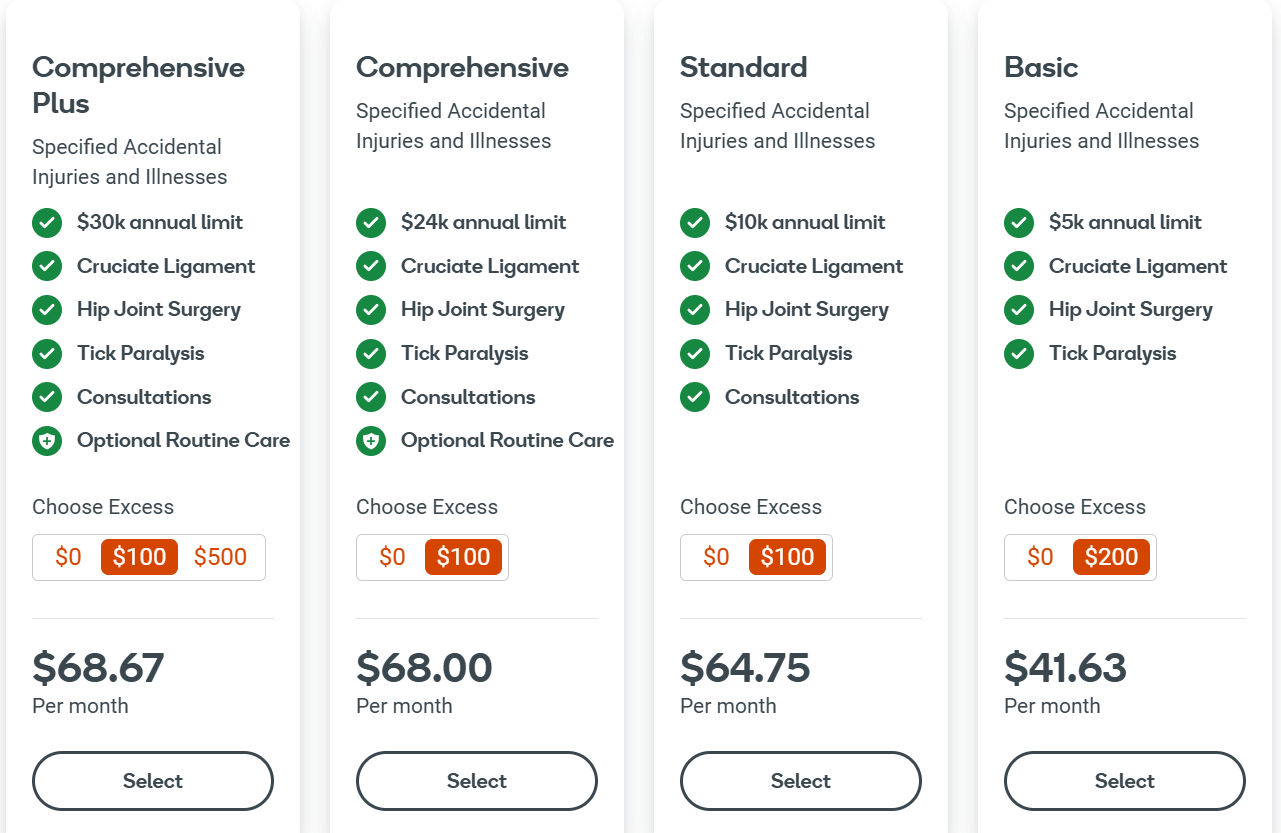 Comprehensive
Plus
Specified Accidental
Injuries and Illnesses
$30k annual limit
Cruciate Ligament
Hip Joint Surgery
Tick Paralysis
Consultations
Optional Routine Care
Choose Excess
$0 $100 $500
$68.67
Per month
Select
Comprehensive
Specified Accidental
Injuries and Illnesses
$24k annual limit
Cruciate Ligament
Hip Joint Surgery
Tick Paralysis
Consultations
Optional Routine Care
Choose Excess
$0 $100
$68.00
Per month
Select
Standard
Specified Accidental
Injuries and Illnesses
$10k annual limit
Cruciate Ligament
Hip Joint Surgery
Tick Paralysis
Consultations
Choose Excess
$0 $100
$64.75
Per month
Select
Basic
Specified Accidental
Injuries and Illnesses
$5k annual limit
Cruciate Ligament
Hip Joint Surgery
Tick Paralysis
Choose Excess
$0 $200
$41.63
Per month
Select